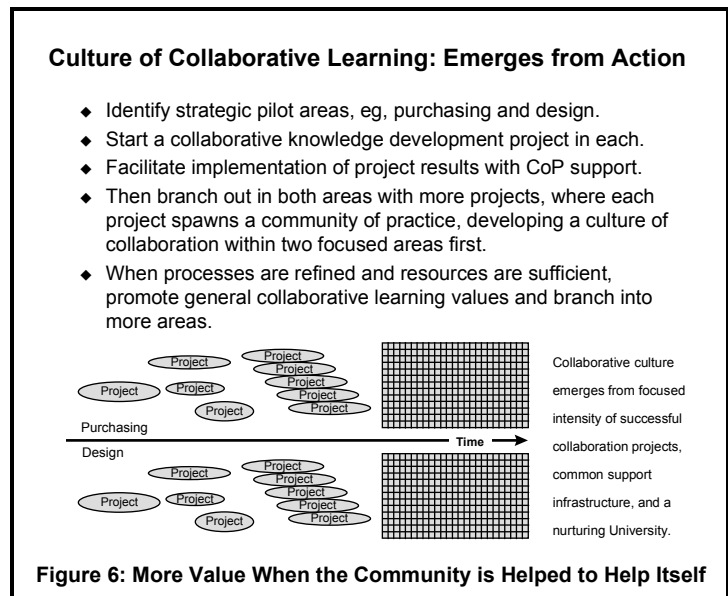 Culture of Collaborative Learning: Emerges from Action
◆ Identify strategic pilot areas, eg, purchasing and design.
◆ Start a collaborative knowledge development project in each.
◆ Facilitate implementation of project results with CoP support.
◆ Then branch out in both areas with more projects, where each
project spawns a community of practice, developing a culture of
collaboration within two focused areas first.
◆ When processes are refined and resources are sufficient,
promote general collaborative learning values and branch into
more areas.
Project
Project
Project
Project
Project
Project
Project
Project
Project
Purchasing
Time
Design
Project
Project
Project
Project
Project
Project
Project
Project
Project
Collaborative culture
emerges from focused
intensity of successful
collaboration projects,
common support
infrastructure, and a
nurturing University.
Figure 6: More Value When the Community is Helped to Help Itself